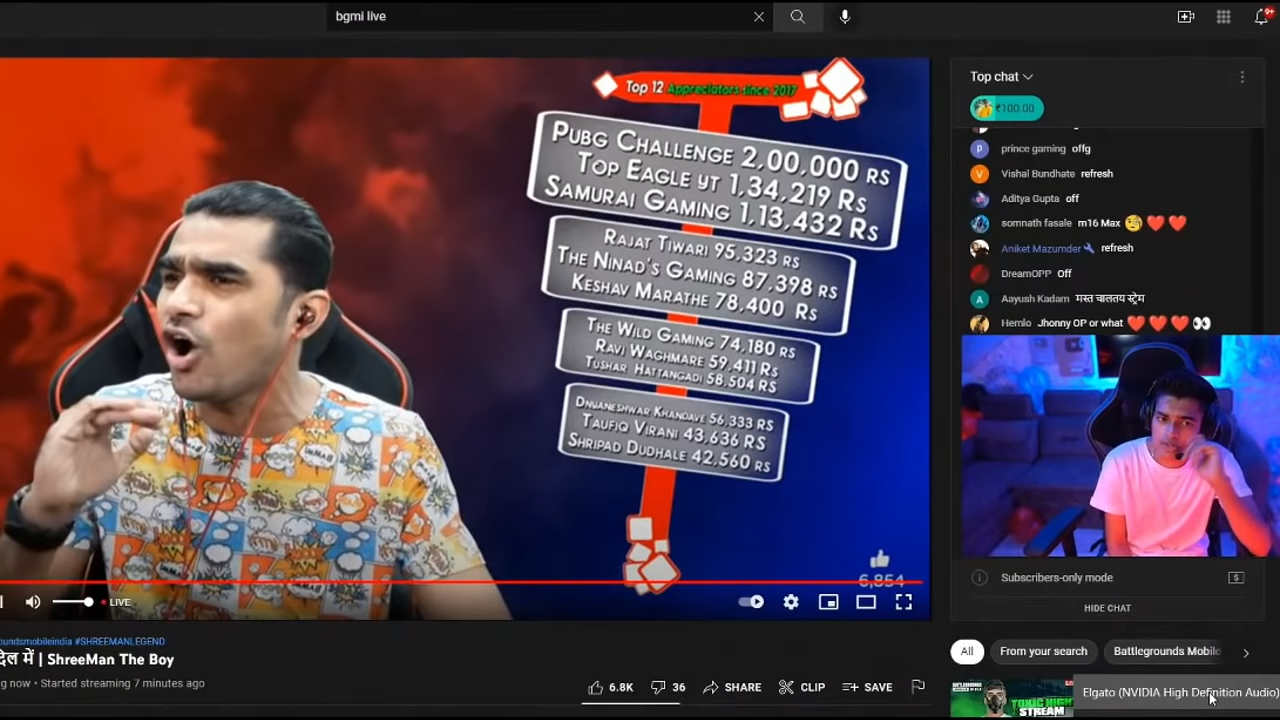 bgmi live
9+
Top 12 Appreciators since 2017
PUBG CHALLENGE 2,00,000 RS
TOP EAGLE YT 1,34,219 RS
SAMURAI GAMING 1,13,432 RS
RAJAT TIWARI 95,323 RS
THE NINAD'S GAMING 87,398 RS
KESHAV MARATHE 78,400 RS
THE WILD GAMING 74,180 RS
RAVI WAGHMARE 59,411 RS
TUSHAR HATTANGADI 58,504 RS
DNYANESHWAR KHANDAVE 56,333 RS
TAUFIQ VIRANI 43,636 RS
SHRIPAD DUDHALE 42,560 RS
6,854
LIVE
oundsmobileindia #SHREEMANLEGEND
में | ShreeMan The Boy
g now • Started streaming 7 minutes ago
6.8K
36
SHARE
CLIP
SAVE
Top chat
₹100.00
prince gaming offg
Vishal Bundhate refresh
Aditya Gupta off
somnath fasale m16 Max 🧐❤️❤️
Aniket Mazumder refresh
DreamOPP Off
Aayush Kadam मस्त चालतय स्ट्रेम
Hemlo Jhonny OP or what ❤️❤️❤️👀
Subscribers-only mode
HIDE CHAT
All
From your search
Battlegrounds Mobile
TOXIC HIGH
STREAM
Elgato (NVIDIA High Definition Audio)